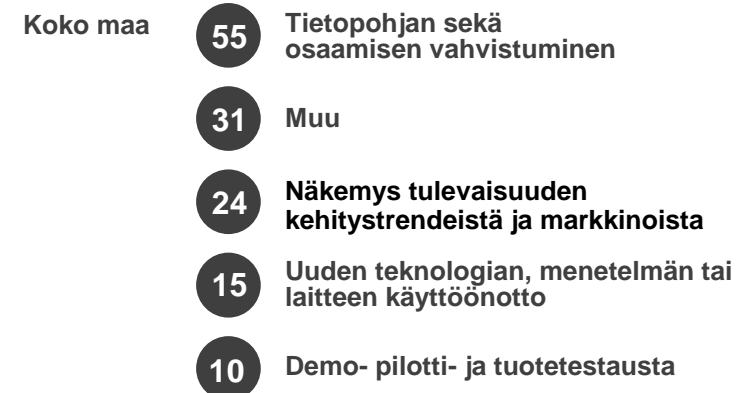 Koko maa
55
Tietopohjan sekä
osaamisen vahvistuminen
31
Muu
24
Näkemys tulevaisuuden
kehitystrendeistä ja markkinoista
15
Uuden teknologian, menetelmän tai
laitteen käyttöönotto
10
Demo- pilotti- ja tuotetestausta